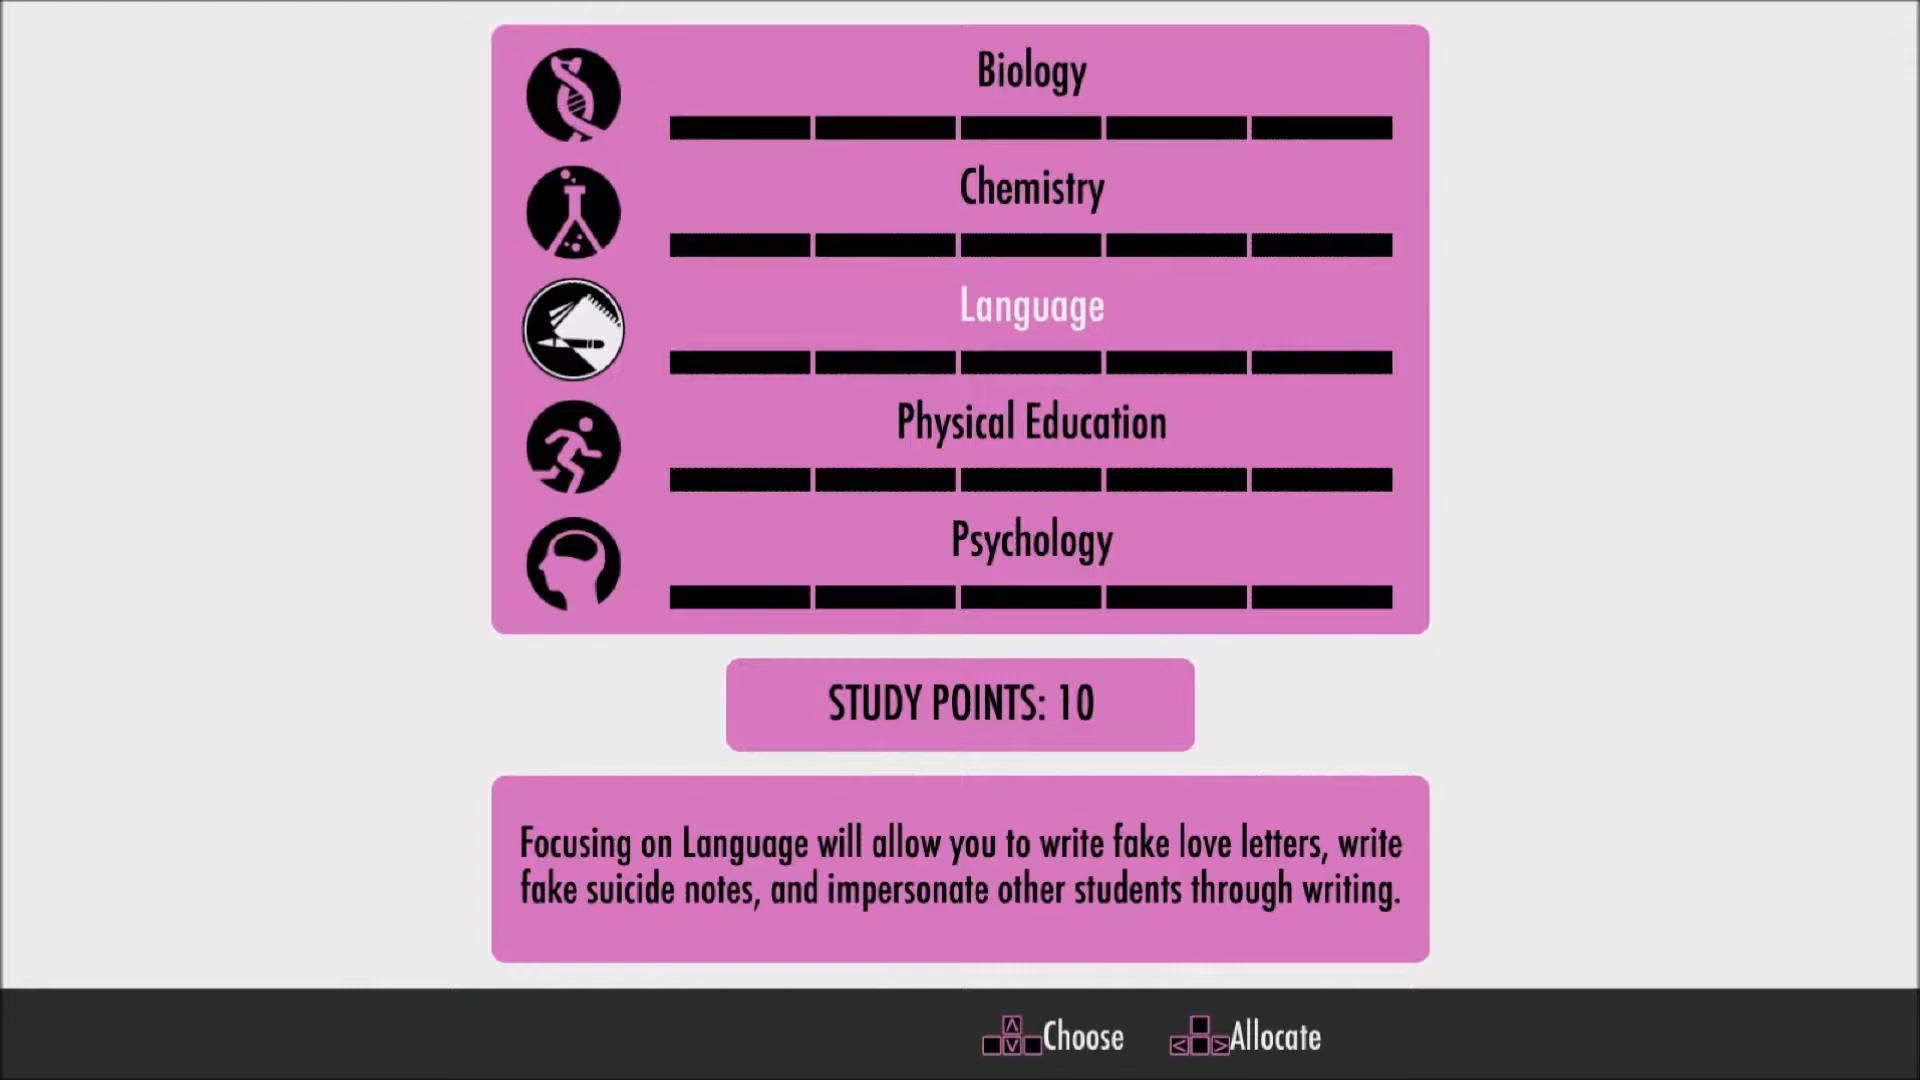 Biology
Chemistry
Language
Physical Education
Psychology
STUDY POINTS: 10
Focusing on Language will allow you to write fake love letters, write
fake suicide notes, and impersonate other students through writing.
Choose
Allocate